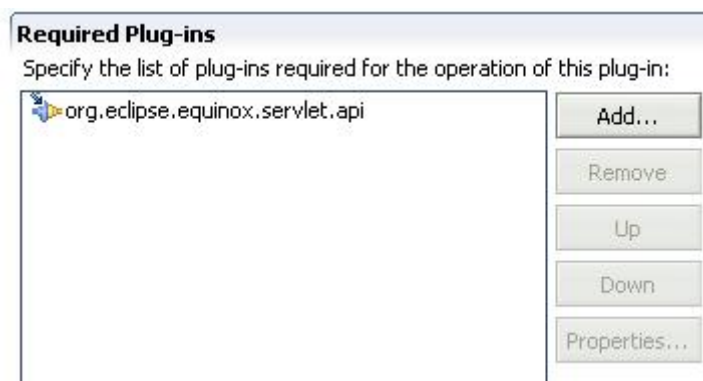 Required Plug-ins
Specify the list of plug-ins required for the operation of this plug-in:
org.eclipse.equinox.servlet.api
Add...
Remove
Up
Down
Properties...